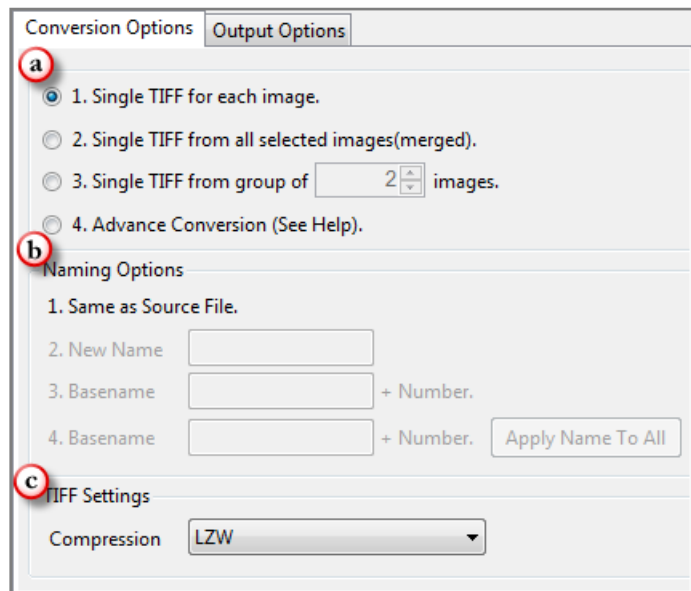 Conversion Options Output Options
a
1. Single TIFF for each image.
2. Single TIFF from all selected images(merged).
3. Single TIFF from group of 2 images.
4. Advance Conversion (See Help).
b
Naming Options
1. Same as Source File.
2. New Name
3. Basename + Number.
4. Basename + Number. Apply Name To All
c
TIFF Settings
Compression LZW